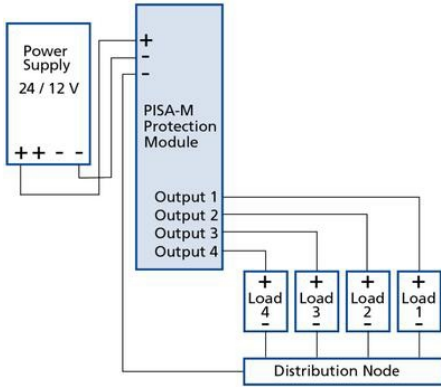 Power
Supply
24 / 12 V
+ + - -
+
-
-
PISA-M
Protection
Module
Output 1
Output 2
Output 3
Output 4
+ + + +
Load Load Load Load
4 3 2 1
- - - -
Distribution Node